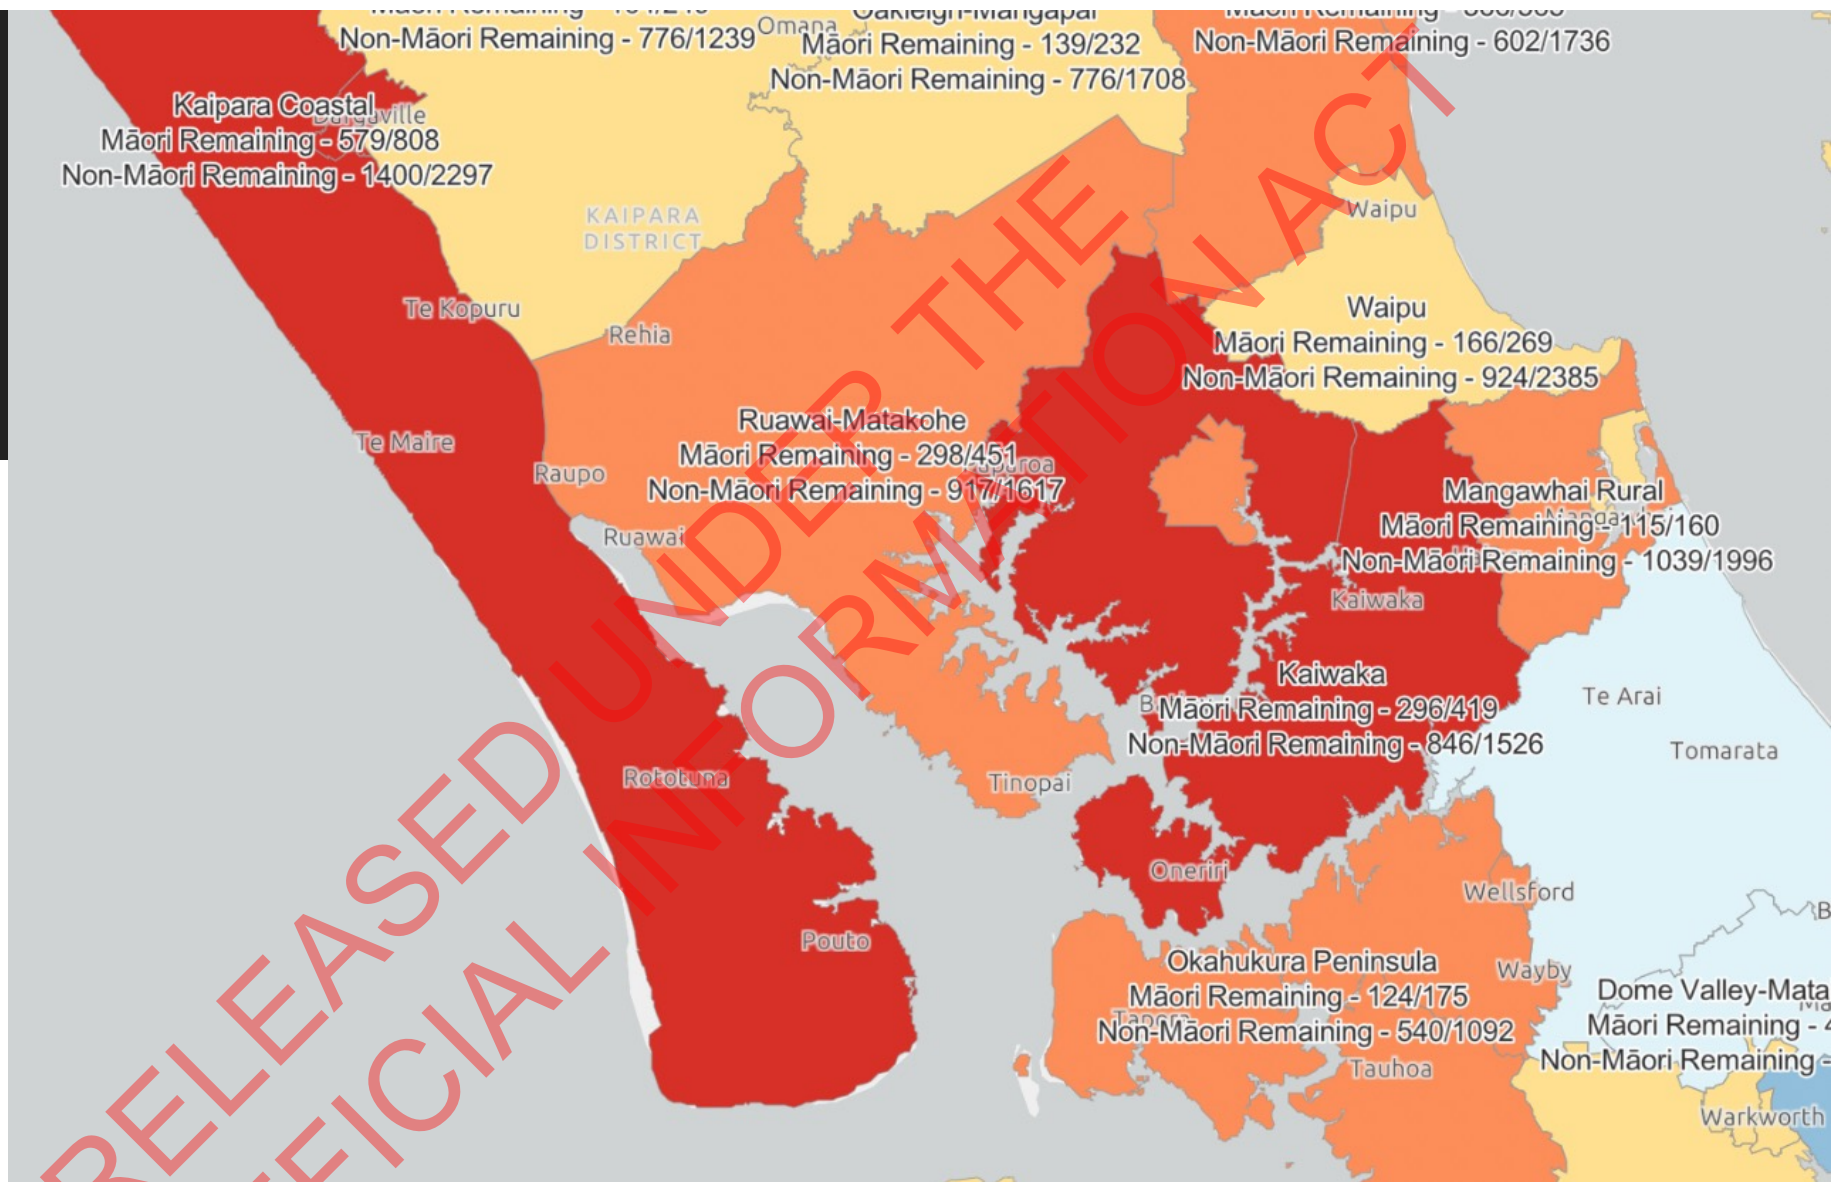 Non-Māori Remaining - 776/1239
Omana
Oakleigh-Mangapai
Māori Remaining - 139/232
Non-Māori Remaining - 776/1708
Non-Māori Remaining - 602/1736
Kaipara Coastal
Dargaville
Māori Remaining - 579/808
Non-Māori Remaining - 1400/2297
KAIPARA
DISTRICT
Waipu
Te Kopuru
Rehia
Waipu
Māori Remaining - 166/269
Non-Māori Remaining - 924/2385
Te Maire
Raupo
Ruawai
Ruawai-Matakohe
Māori Remaining - 298/451
Non-Māori Remaining - 917/1617
Mangawhai Rural
Māori Remaining - 115/160
Non-Māori Remaining - 1039/1996
Kaiwaka
Kaiwaka
Māori Remaining - 296/419
Non-Māori Remaining - 846/1526
Te Arai
Tomarata
Rototuna
Tinopai
Oneriri
Wellsford
Pouto
Okahukura Peninsula
Māori Remaining - 124/175
Non-Māori Remaining - 540/1092
Wayby
Tauhoa
Dome Valley-Mata
Māori Remaining - 4
Non-Māori Remaining -
Warkworth
RELEASED UNDER THE
OFFICIAL INFORMATION ACT